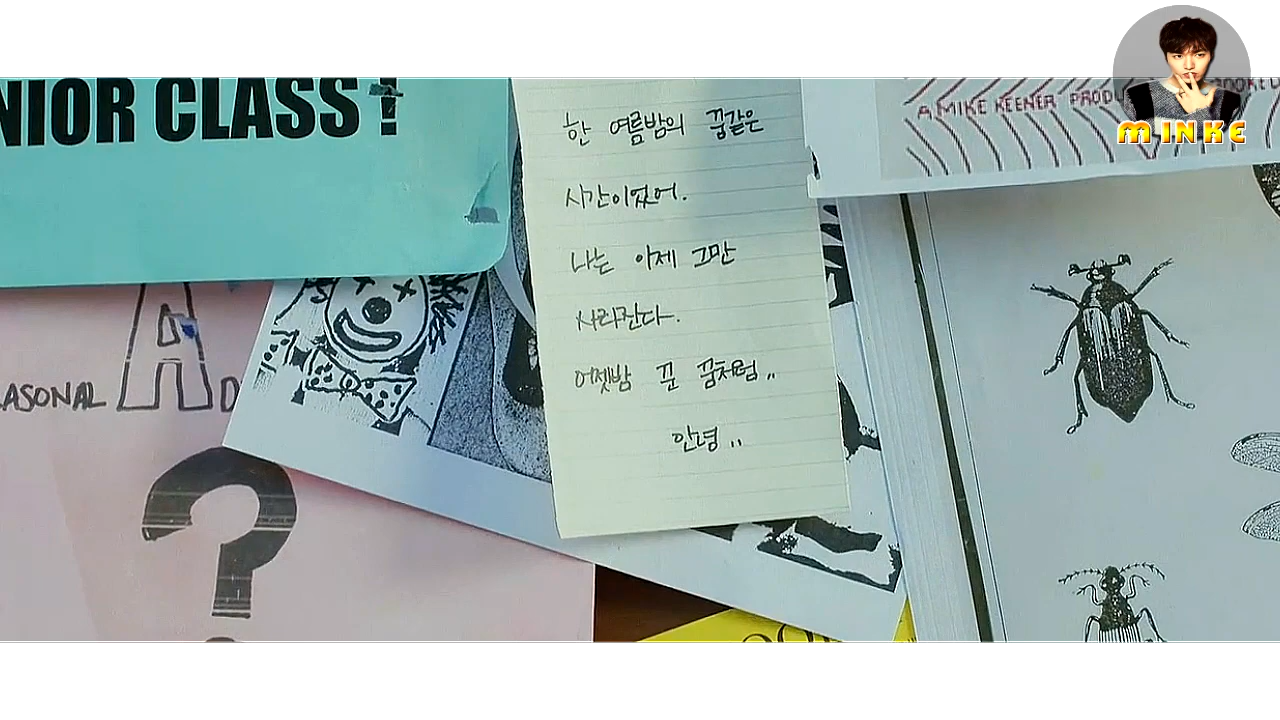 NIOR CLASS !
A MIKE KEENER PRODU
MINKE
한 여름밤의 꿈같은
시간이었어.
나는 이제 그만
사라진다.
어젯밤 꾼 꿈처럼..
안녕..
ASONAL AD
?